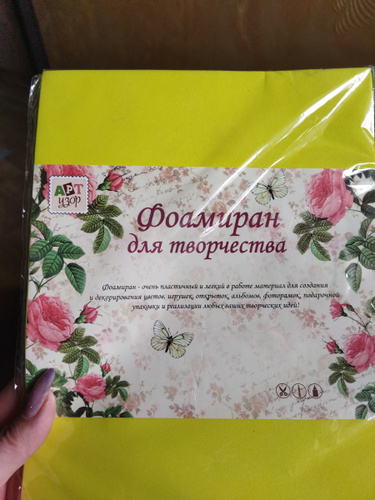 АРТ
узор
Фоамиран
для творчества
Фоамиран - очень пластичный и легкий в работе материал для создания
и декорирования цветов, игрушек, открыток, альбомов, фоторамок, подарочной
упаковки и реализации любых ваших творческих идей!